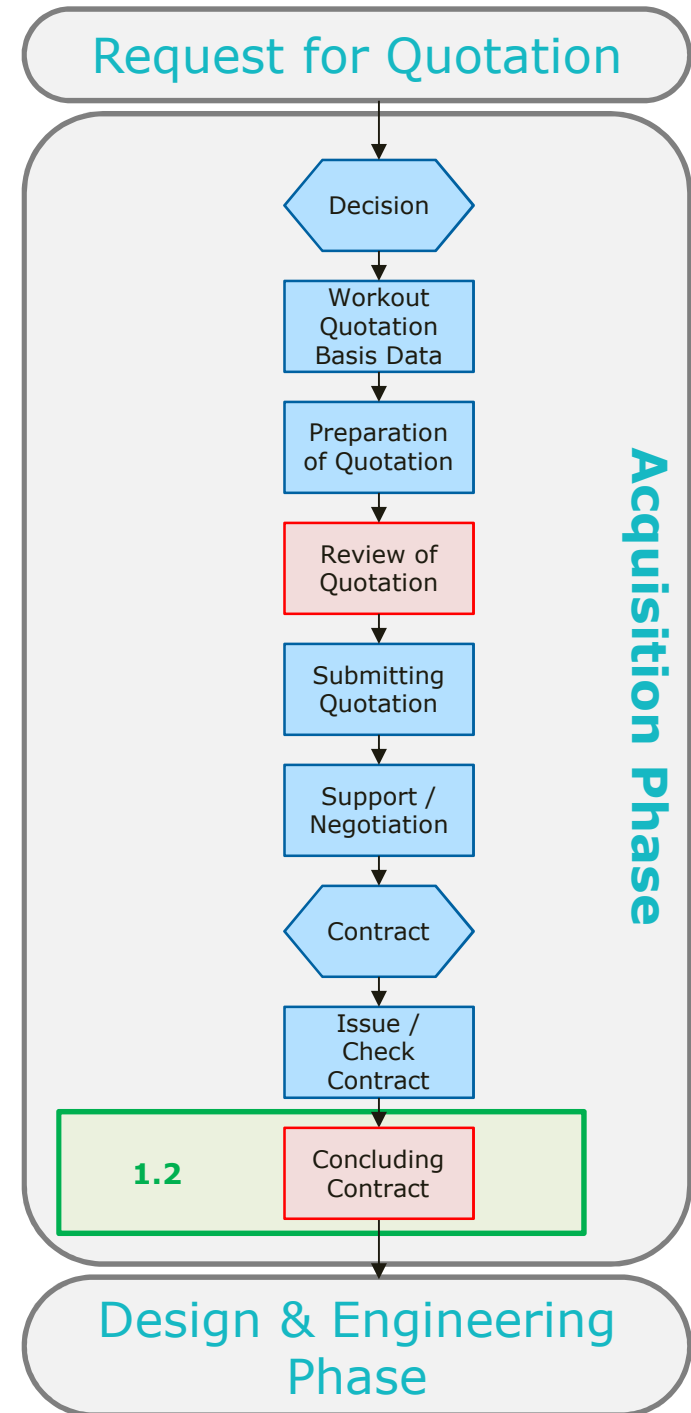 Request for Quotation
Decision
Workout
Quotation
Basis Data
Preparation
of Quotation
Review of
Quotation
Submitting
Quotation
Support /
Negotiation
Contract
Issue /
Check
Contract
1.2
Concluding
Contract
Acquisition Phase
Design & Engineering
Phase